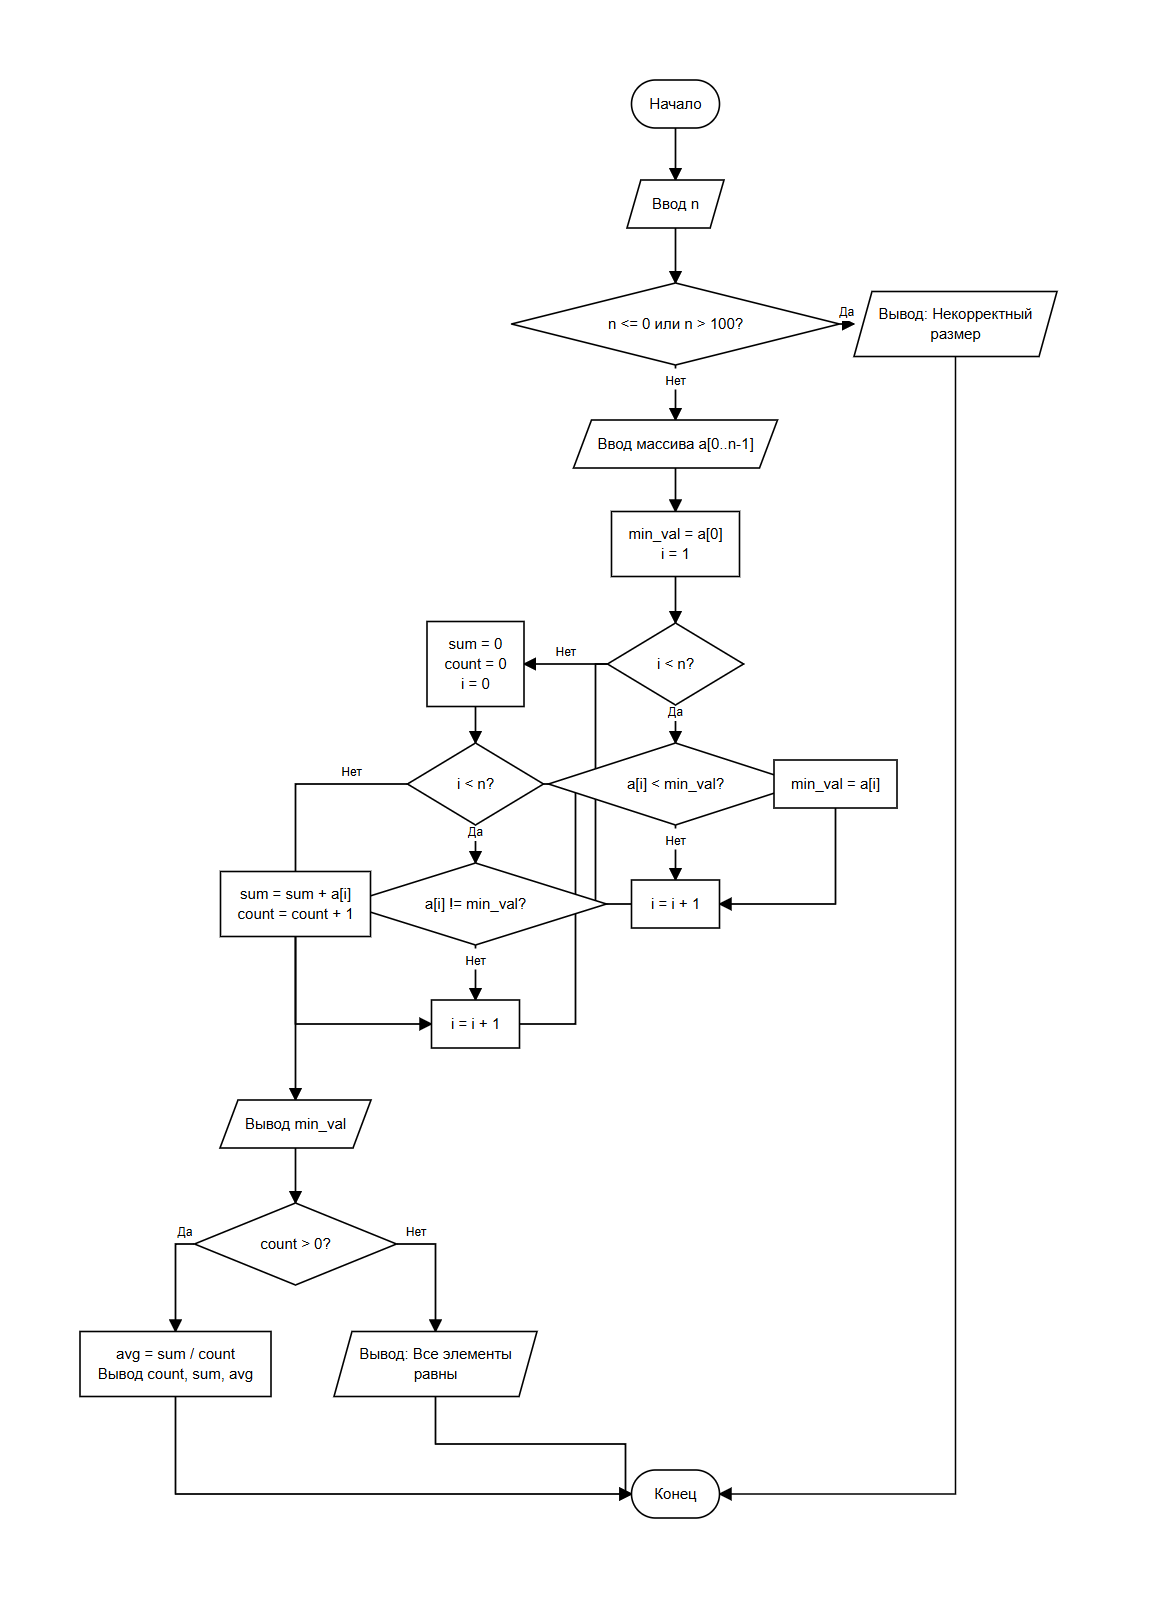 Начало
Ввод n
n <= 0 или n > 100?
Да
Вывод: Некорректный
размер
Нет
Ввод массива a[0..n-1]
min_val = a[0]
i = 1
i < n?
Нет
sum = 0
count = 0
i = 0
Да
a[i] < min_val?
min_val = a[i]
Нет
i = i + 1
i < n?
Нет
Да
a[i] != min_val?
sum = sum + a[i]
count = count + 1
Нет
i = i + 1
Вывод min_val
count > 0?
Да
Нет
avg = sum / count
Вывод count, sum, avg
Вывод: Все элементы
равны
Конец